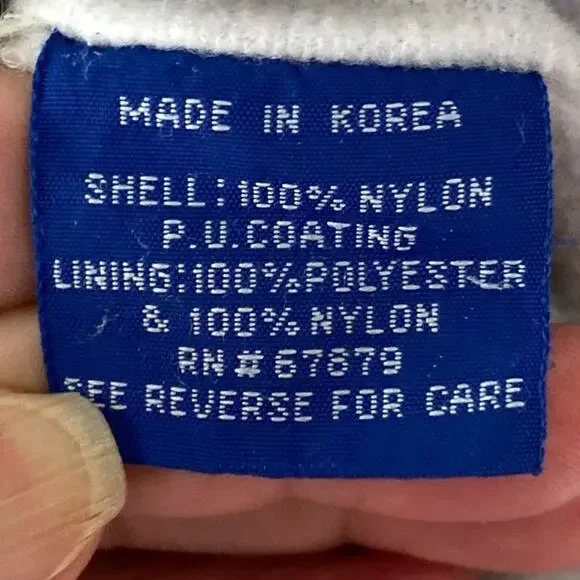 MADE IN KOREA
SHELL:100% NYLON
P.U.COATING
LINING:100%POLYESTER
& 100% NYLON
RN# 67879
SEE REVERSE FOR CARE